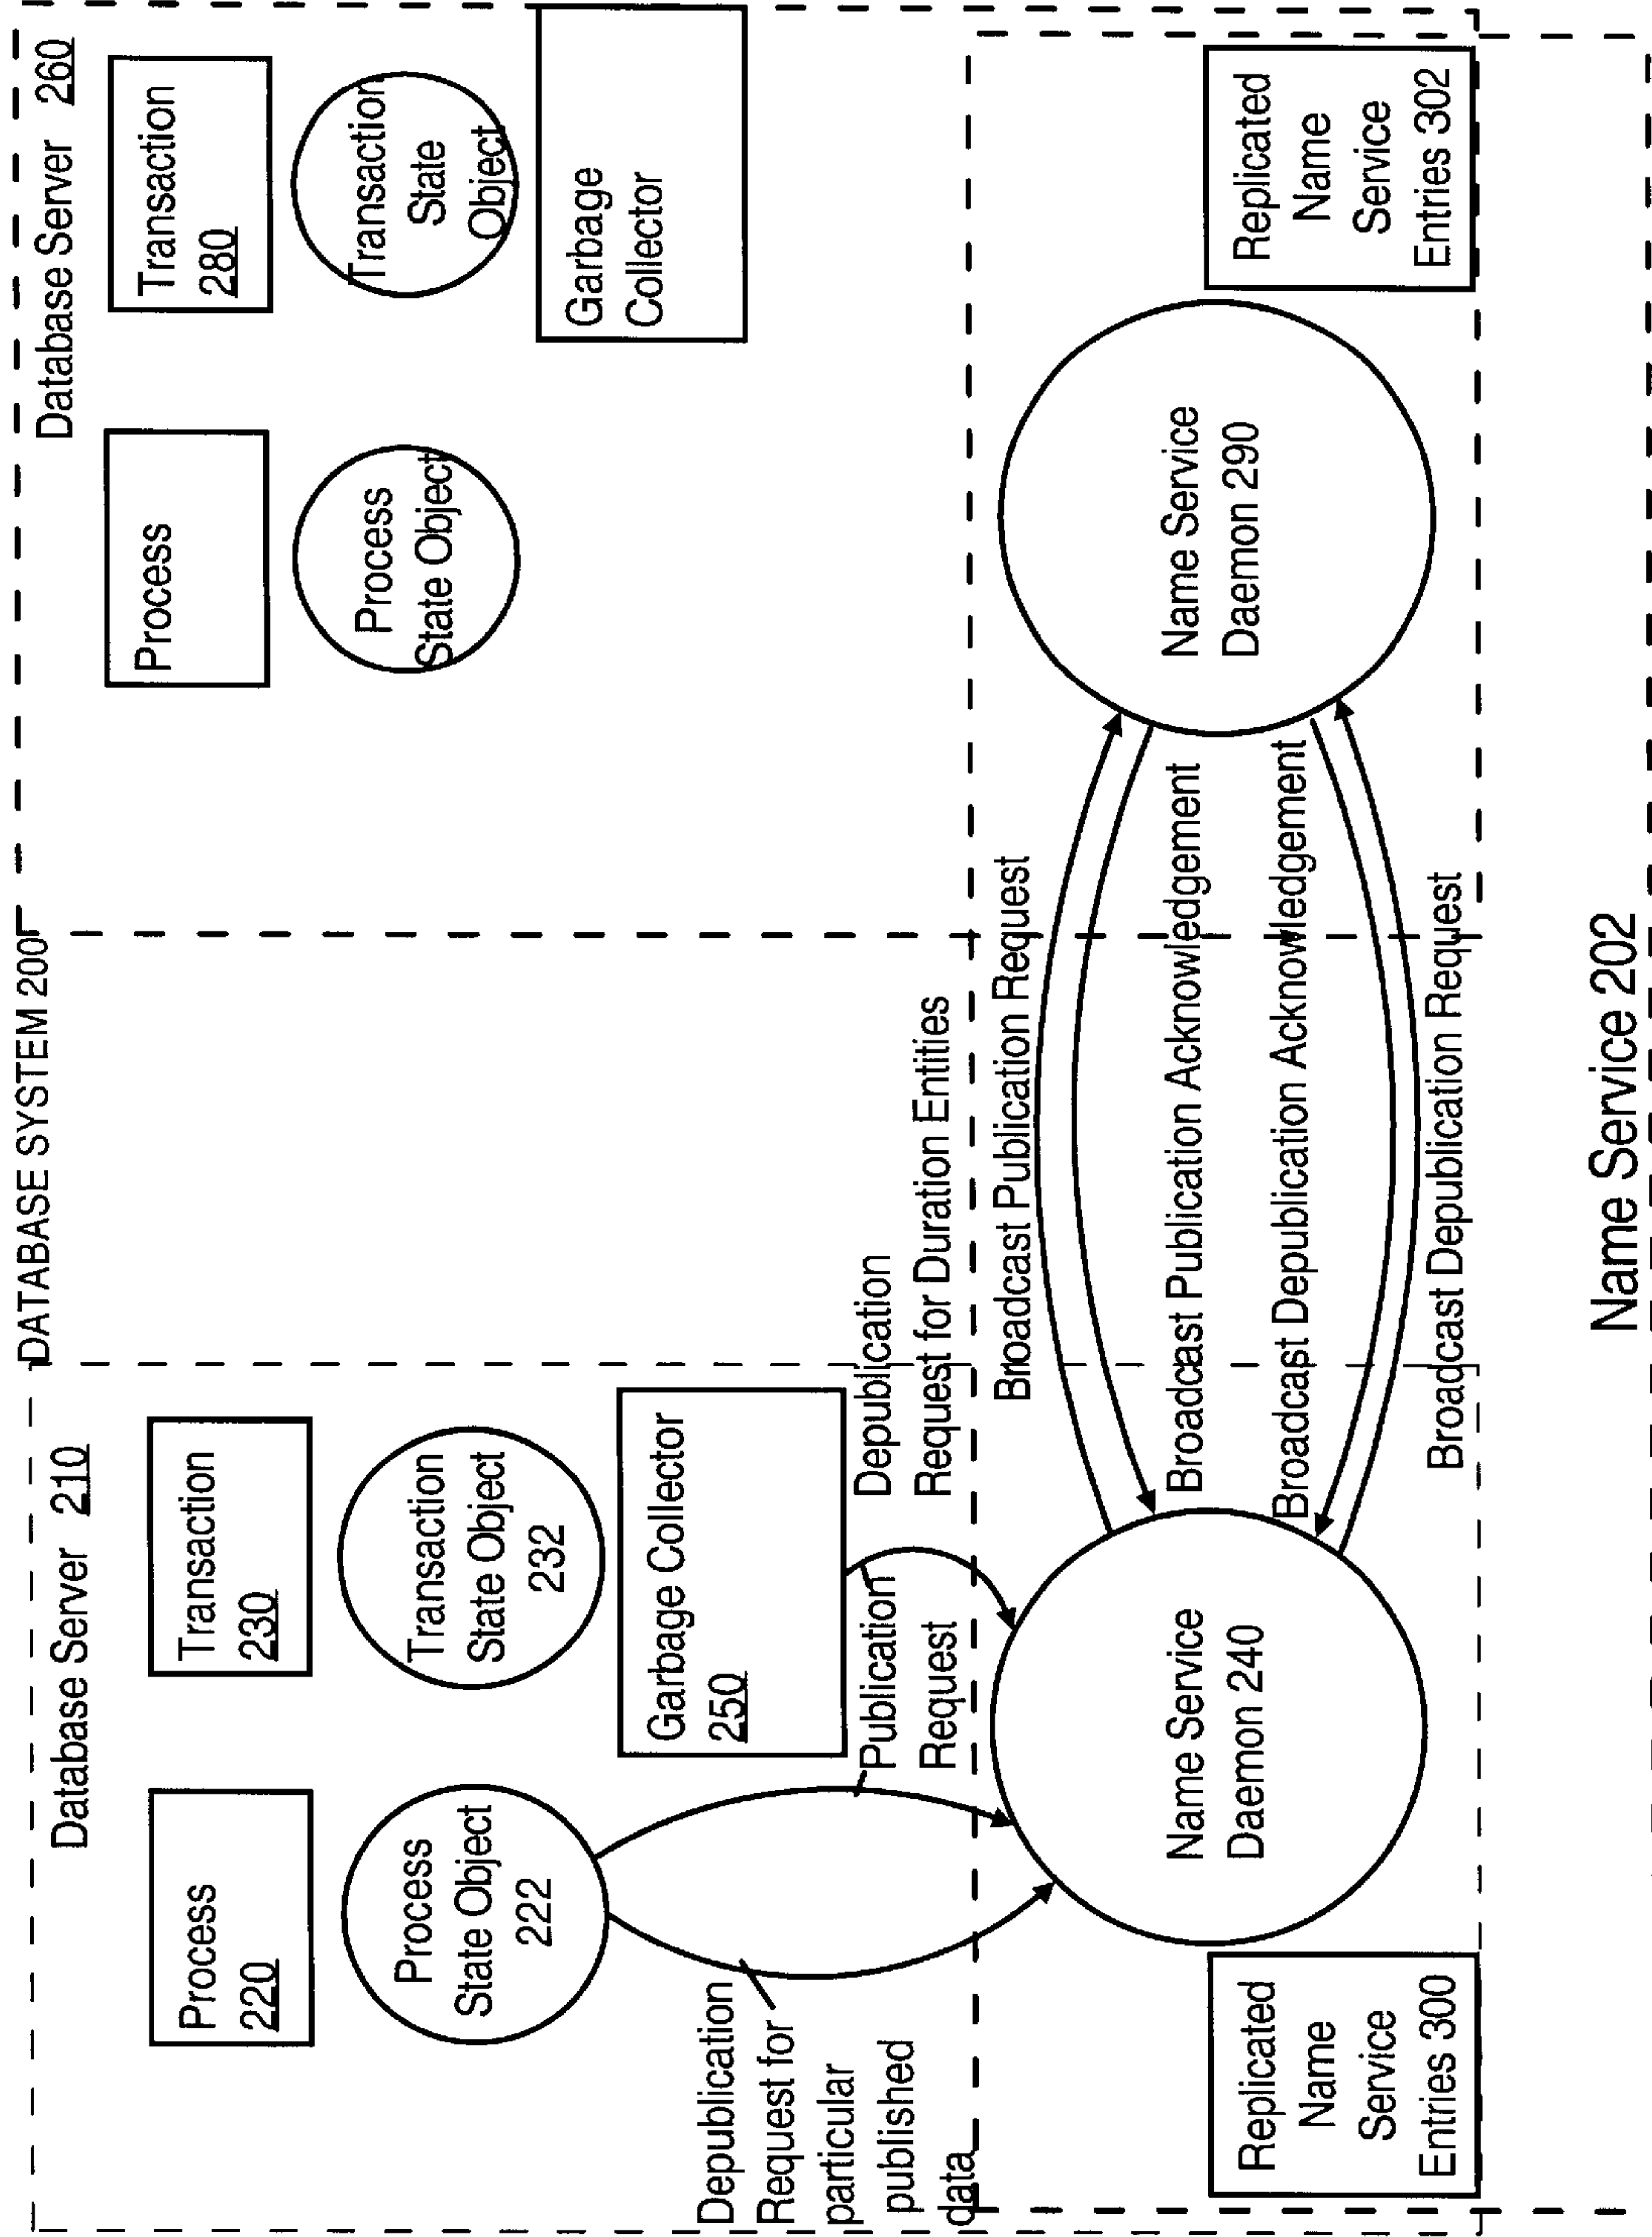 DATABASE SYSTEM 200
Database Server 210
Process
220
Transaction
230
Process
State Object
222
Transaction
State Object
232
Garbage Collector
250
Depublication
Request for
particular
published
data
Publication
Request
Depublication
Request for Duration Entities
Name Service
Daemon 240
Replicated
Name
Service
Entries 300
Database Server 260
Process
Transaction
280
Process
State Object
Transaction
State
Object
Garbage
Collector
Broadcast Publication Request
Broadcast Publication Acknowledgement
Broadcast Depublication Acknowledgement
Broadcast Depublication Request
Name Service
Daemon 290
Replicated
Name
Service
Entries 302
Name Service 202